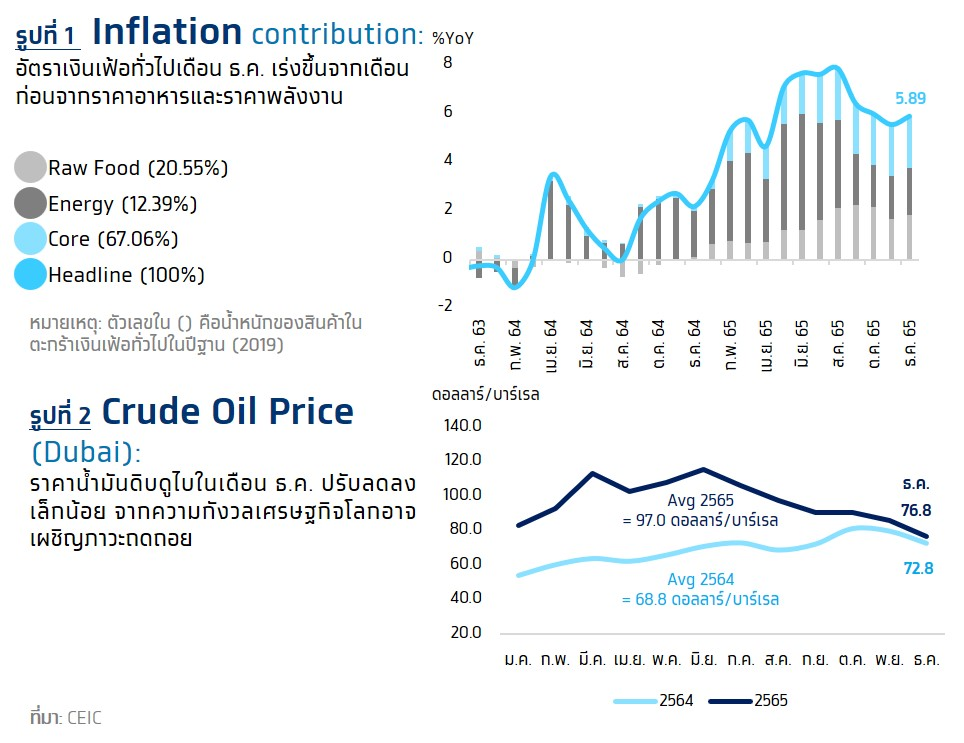 รูปที่ 1 Inflation contribution:
อัตราเงินเฟ้อทั่วไปเดือน ธ.ค. เร่งขึ้นจากเดือน
ก่อนจากราคาอาหารและราคาพลังงาน
Raw Food (20.55%)
Energy (12.39%)
Core (67.06%)
Headline (100%)
หมายเหตุ: ตัวเลขใน () คือน้ำหนักของสินค้าใน
ตะกร้าเงินเฟ้อทั่วไปในปีฐาน (2019)
%YoY
8
6
4
2
0
-2
5.89
ธ.ค. 63
ก.พ. 64
เม.ย. 64
มิ.ย. 64
ส.ค. 64
ต.ค. 64
ธ.ค. 64
ก.พ. 65
เม.ย. 65
มิ.ย. 65
ส.ค. 65
ต.ค. 65
ธ.ค. 65
รูปที่ 2 Crude Oil Price
(Dubai):
ราคาน้ำมันดิบดูไบในเดือน ธ.ค. ปรับลดลง
เล็กน้อย จากความกังวลเศรษฐกิจโลกอาจ
เผชิญภาวะถดถอย
ดอลลาร์/บาร์เรล
140.0
120.0
100.0
80.0
60.0
40.0
20.0
Avg 2565
= 97.0 ดอลลาร์/บาร์เรล
ธ.ค.
76.8
72.8
Avg 2564
= 68.8 ดอลลาร์/บาร์เรล
ม.ค. ก.พ. มี.ค. เม.ย. พ.ค. มิ.ย. ก.ค. ส.ค. ก.ย. ต.ค. พ.ย. ธ.ค.
2564 2565
ที่มา: CEIC